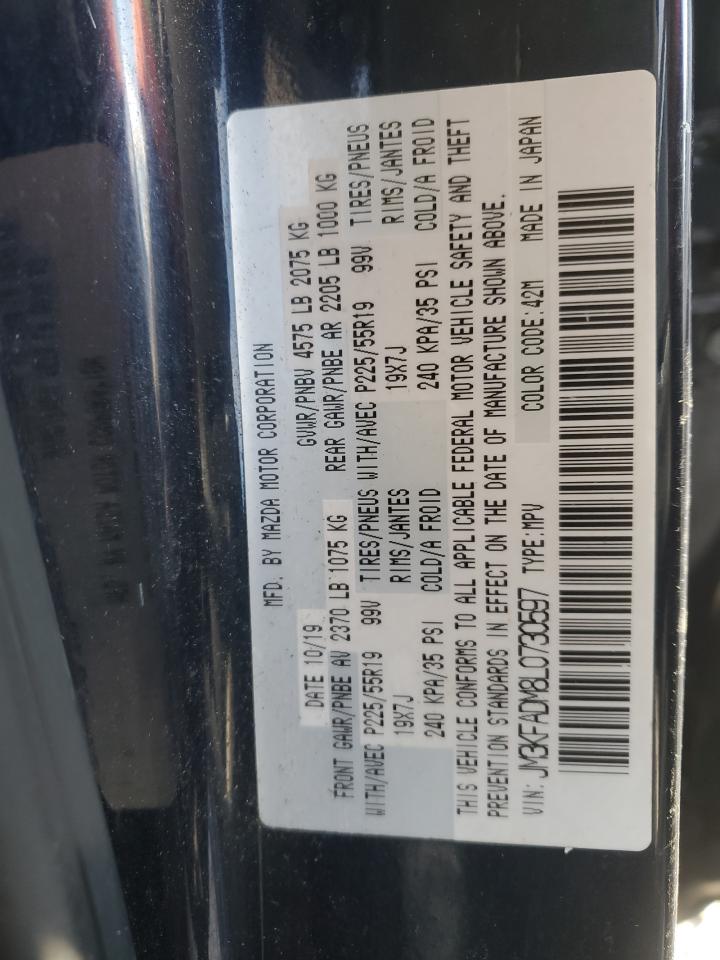 MFD. BY MAZDA MOTOR CORPORATION
DATE 10/19 GVWR/PNBV 4575 LB 2075 KG
FRONT GAWR/PNBE AV 2370 LB 1075 KG REAR GAWR/PNBE AR 2205 LB 1000 KG
WITH/AVEC P225/55R19 99V TIRES/PNEUS WITH/AVEC P225/55R19 99V TIRES/PNEUS
19X7J RIMS/JANTES 19X7J RIMS/JANTES
240 KPA/35 PSI COLD/A FROID 240 KPA/35 PSI COLD/A FROID
THIS VEHICLE CONFORMS TO ALL APPLICABLE FEDERAL MOTOR VEHICLE SAFETY AND THEFT
PREVENTION STANDARDS IN EFFECT ON THE DATE OF MANUFACTURE SHOWN ABOVE.
VIN: JM3KFADM8L0730597 TYPE:MPV COLOR CODE:42M MADE IN JAPAN